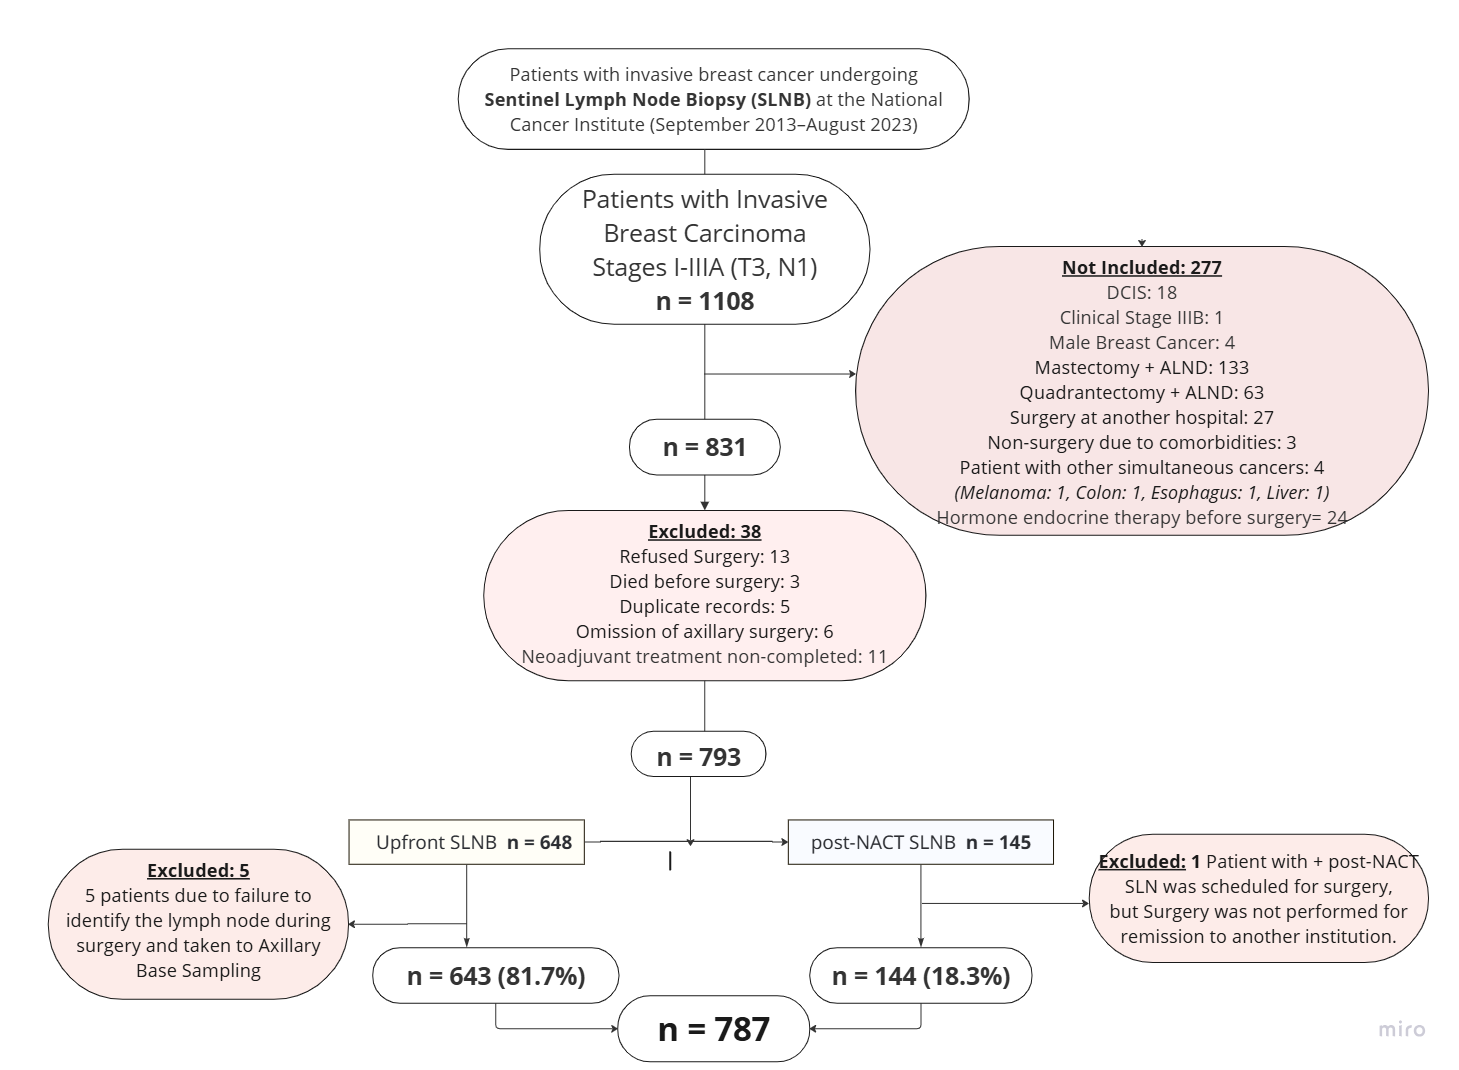 Patients with invasive breast cancer undergoing
Sentinel Lymph Node Biopsy (SLNB) at the National
Cancer Institute (September 2013–August 2023)
Patients with Invasive
Breast Carcinoma
Stages I-IIIA (T3, N1)
n = 1108
Not Included: 277
DCIS: 18
Clinical Stage IIIB: 1
Male Breast Cancer: 4
Mastectomy + ALND: 133
Quadrantectomy + ALND: 63
Surgery at another hospital: 27
Non-surgery due to comorbidities: 3
Patient with other simultaneous cancers: 4
(Melanoma: 1, Colon: 1, Esophagus: 1, Liver: 1)
Hormone endocrine therapy before surgery= 24
n = 831
Excluded: 38
Refused Surgery: 13
Died before surgery: 3
Duplicate records: 5
Omission of axillary surgery: 6
Neoadjuvant treatment non-completed: 11
n = 793
Upfront SLNB n = 648
post-NACT SLNB n = 145
Excluded: 5
5 patients due to failure to
identify the lymph node during
surgery and taken to Axillary
Base Sampling
Excluded: 1 Patient with + post-NACT
SLN was scheduled for surgery,
but Surgery was not performed for
remission to another institution.
n = 643 (81.7%)
n = 144 (18.3%)
n = 787
miro